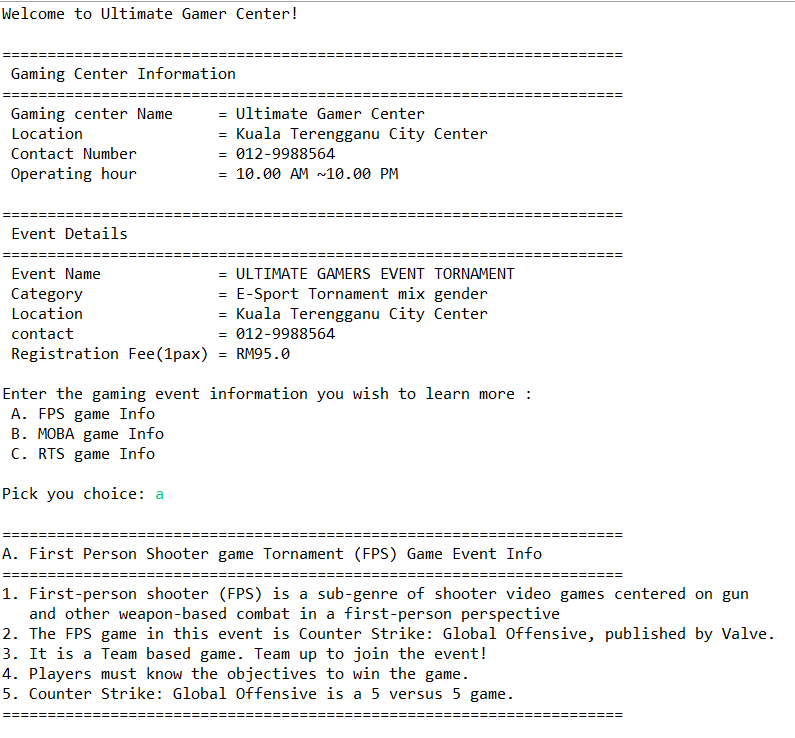 Welcome to Ultimate Gamer Center!
=====================================================================
Gaming Center Information
=====================================================================
Gaming center Name     = Ultimate Gamer Center
Location               = Kuala Terengganu City Center
Contact Number         = 012-9988564
Operating hour         = 10.00 AM ~10.00 PM
=====================================================================
Event Details
=====================================================================
Event Name             = ULTIMATE GAMERS EVENT TORNAMENT
Category               = E-Sport Tornament mix gender
Location               = Kuala Terengganu City Center
contact                = 012-9988564
Registration Fee(1pax) = RM95.0
Enter the gaming event information you wish to learn more :
A. FPS game Info
B. MOBA game Info
C. RTS game Info
Pick you choice: a
=====================================================================
A. First Person Shooter game Tornament (FPS) Game Event Info
=====================================================================
1. First-person shooter (FPS) is a sub-genre of shooter video games centered on gun
and other weapon-based combat in a first-person perspective
2. The FPS game in this event is Counter Strike: Global Offensive, published by Valve.
3. It is a Team based game. Team up to join the event!
4. Players must know the objectives to win the game.
5. Counter Strike: Global Offensive is a 5 versus 5 game.
=====================================================================